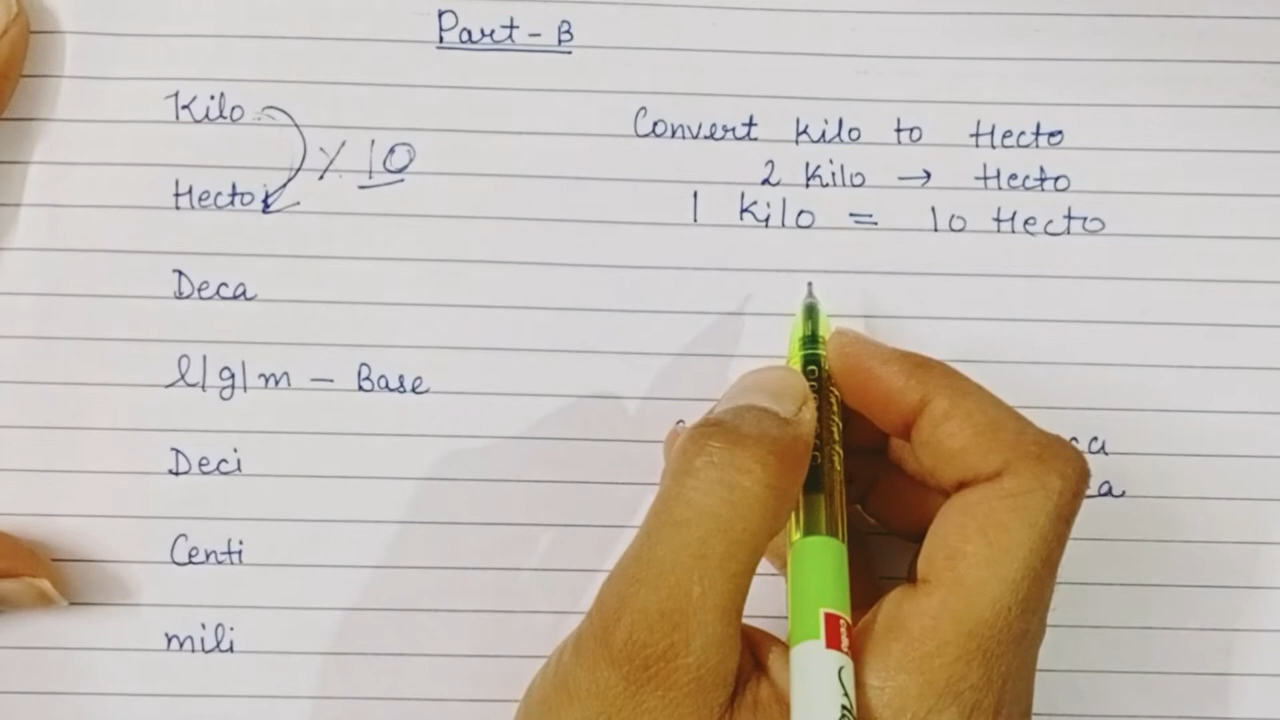 Part - B
Kilo
× 10
Hecto
Deca
l/g/m - Base
Deci
Centi
mili
Convert Kilo to Hecto
2 Kilo → Hecto
1 Kilo = 10 Hecto